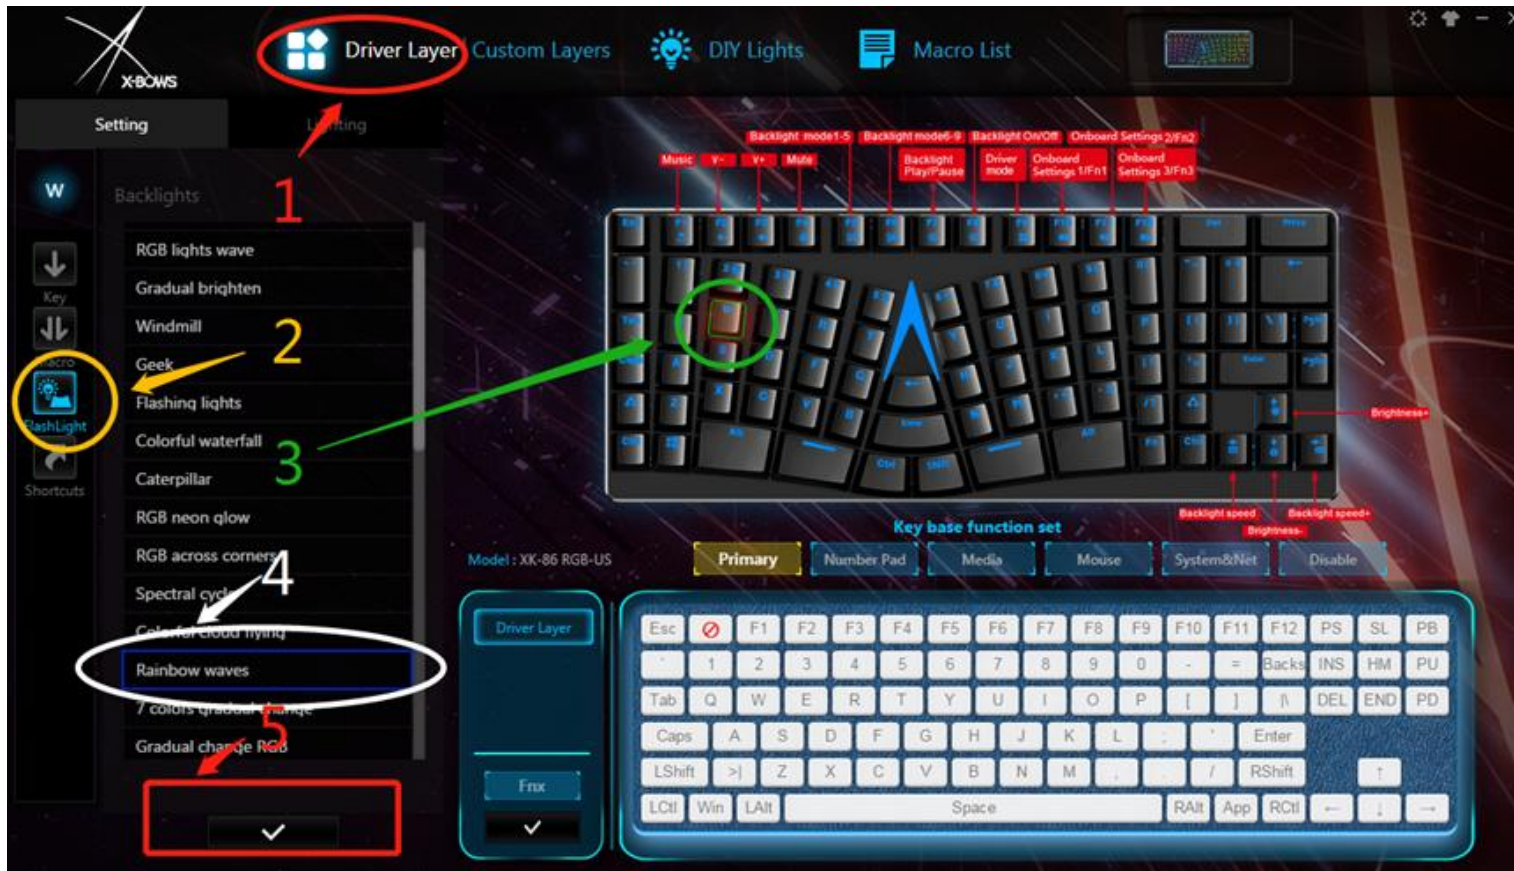 Driver Layer
Custom Layers
DIY Lights
Macro List
X-BOWS
Setting
Lighting
W
Backlights
1
RGB lights wave
Gradual brighten
Windmill
2
Geek
Flashing lights
Colorful waterfall
Caterpillar
3
RGB neon glow
RGB across corners
4
Colorful cloud flying
Rainbow waves
7 colors gradual change
5
Gradual change RGB
Key
Macro
FlashLight
Shortcuts
Backlight mode1-5
Backlight mode6-9
Backlight On/Off
Onboard Settings 2/Fn2
Music
V-
V+
Mute
Backlight Play/Pause
Driver mode
Onboard Settings 1/Fn1
Onboard Settings 3/Fn3
Brightness+
Backlight speed
Backlight speed+
Brightness-
Key base function set
Model : XK-86 RGB-US
Primary
Number Pad
Media
Mouse
System&Net
Disable
Driver Layer
Fnx
Esc F1 F2 F3 F4 F5 F6 F7 F8 F9 F10 F11 F12 PS SL PB
` 1 2 3 4 5 6 7 8 9 0 - = Backs INS HM PU
Tab Q W E R T Y U I O P [ ] |\ DEL END PD
Caps A S D F G H J K L ; ' Enter
LShift >| Z X C V B N M , . / RShift ↑
LCtl Win LAlt Space RAlt App RCtl ← ↓ →